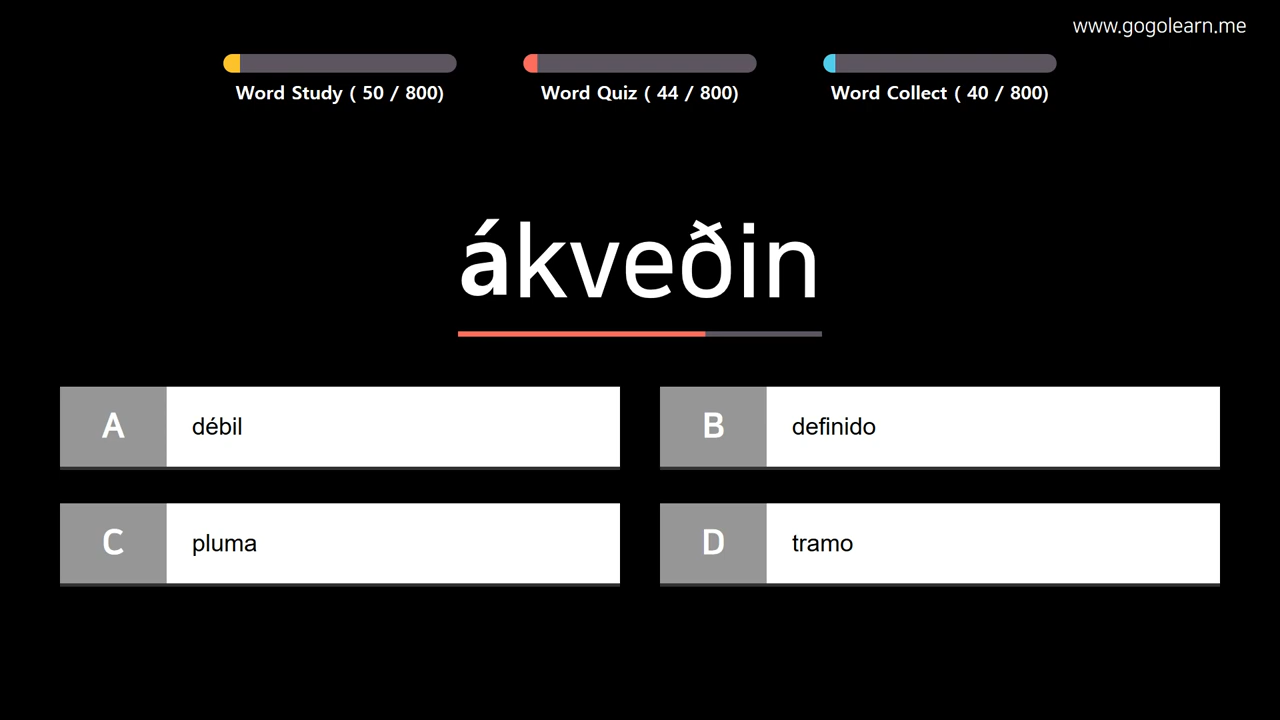 www.gogolearn.me
Word Study ( 50 / 800)
Word Quiz ( 44 / 800)
Word Collect ( 40 / 800)
ákveðin
A
débil
B
definido
C
pluma
D
tramo